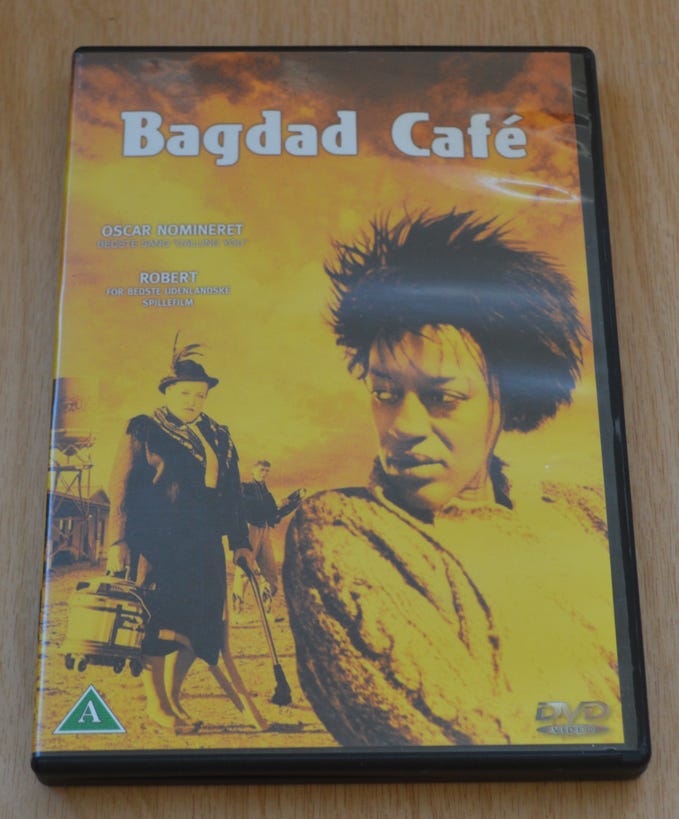 Bagdad Café
OSCAR NOMINERET
BEDSTE SANG "CALLING YOU"
ROBERT
FOR BEDSTE UDENLANDSKE
SPILLEFILM
A
DVD
VIDEO